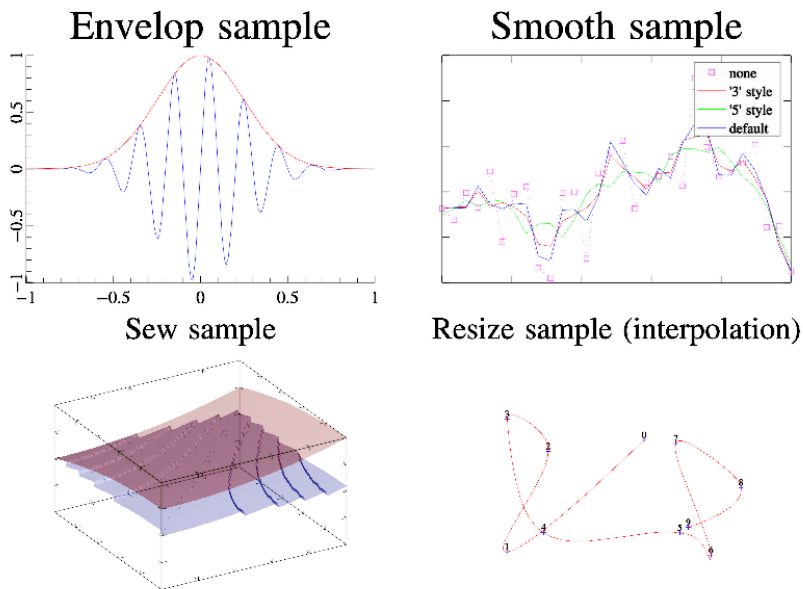 Envelop sample
Smooth sample
1
0.5
0
−0.5
−1
−1
−0.5
0
0.5
1
none
'3' style
'5' style
default
Sew sample
Resize sample (interpolation)
3
2
0
7
8
1
4
5
9
6